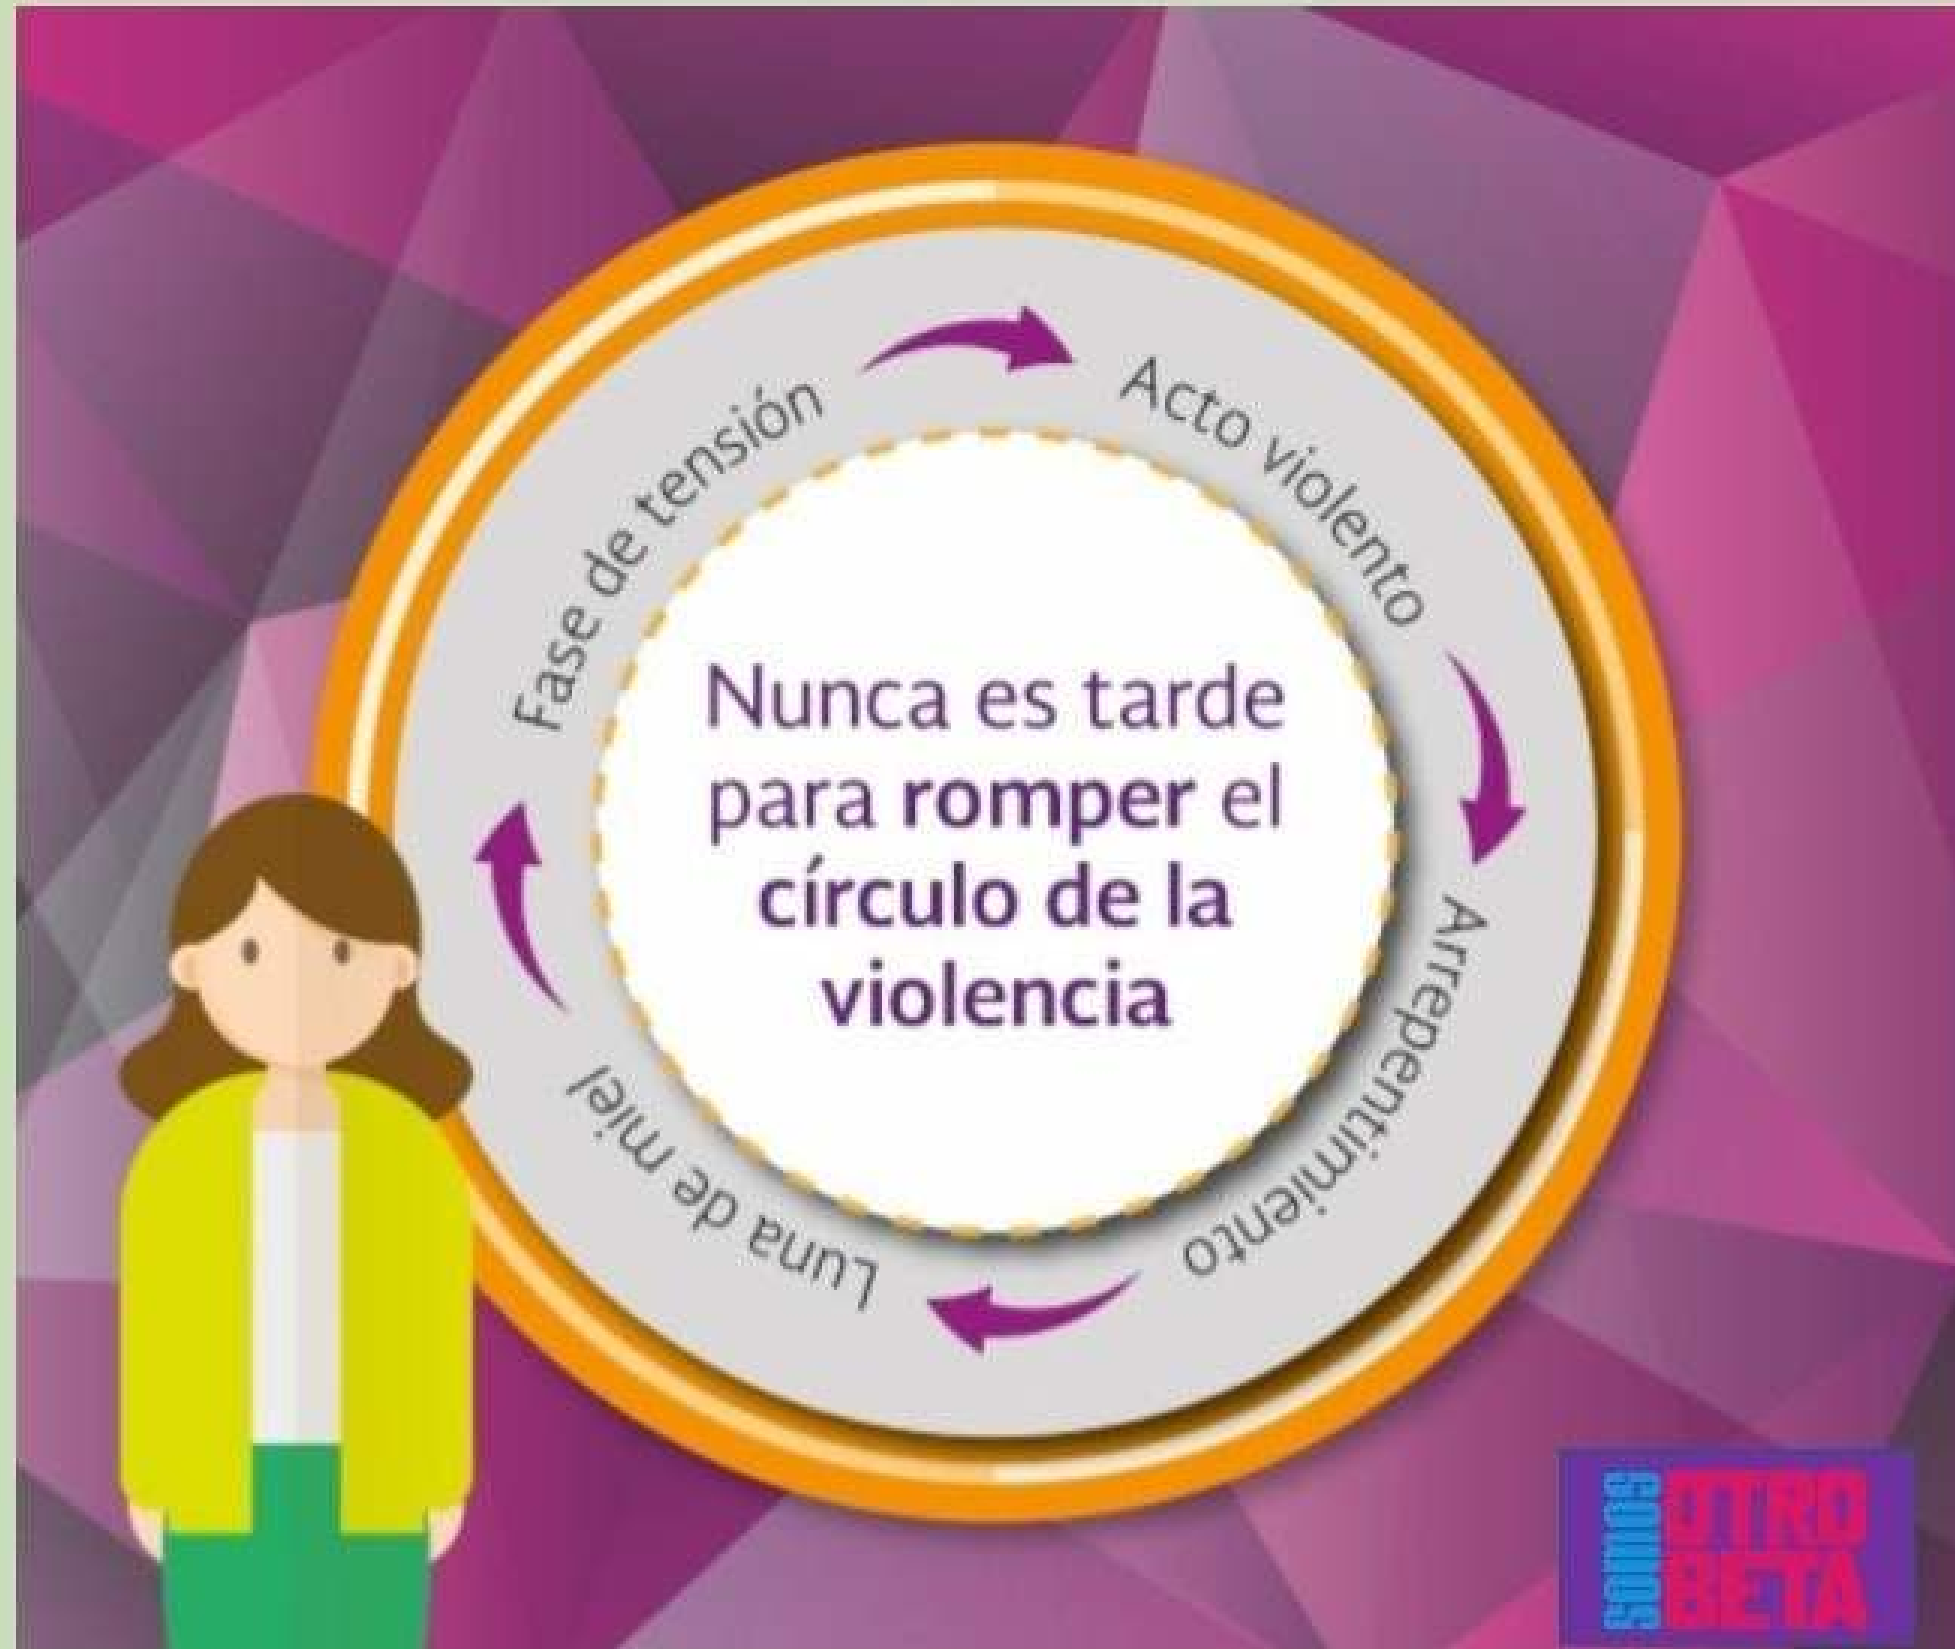 Fase de tensión
Acto violento
Arrepentimiento
Luna de miel
Nunca es tarde
para romper el
círculo de la
violencia
somos
OTRO
BETA